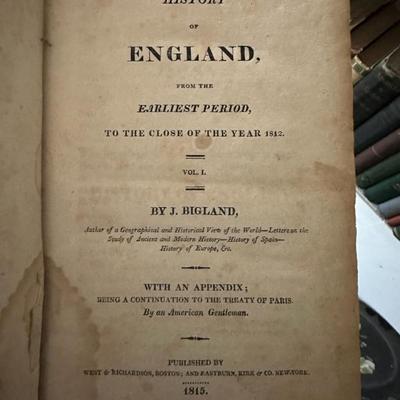 HISTORY
OF
ENGLAND,
FROM THE
EARLIEST PERIOD,
TO THE CLOSE OF THE YEAR 1812.
VOL. I.
BY J. BIGLAND,
Author of a Geographical and Historical View of the World—Letters on the
Study of Ancient and Modern History—History of Spain—
History of Europe, &c.
WITH AN APPENDIX;
BEING A CONTINUATION TO THE TREATY OF PARIS.
By an American Gentleman.
PUBLISHED BY
WEST & RICHARDSON, BOSTON; AND EASTBURN, KIRK & CO. NEW-YORK.
1815.